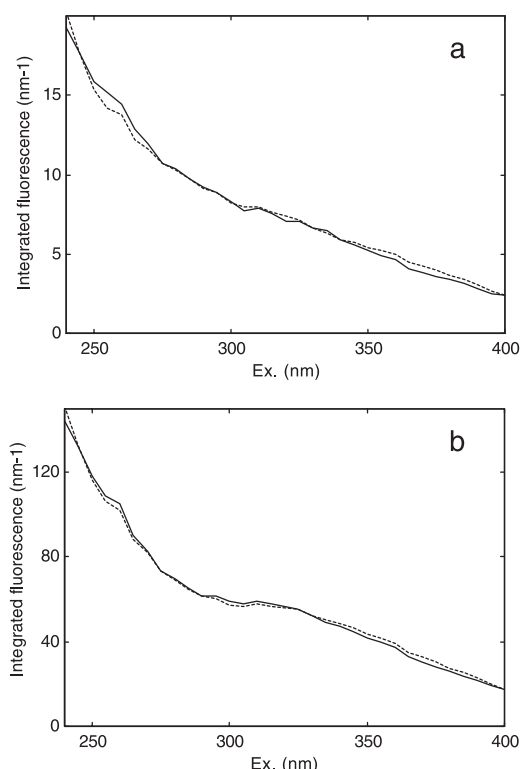 a
Integrated fluorescence (nm-1)
15
10
5
0
250 300 350 400
Ex. (nm)
b
Integrated fluorescence (nm-1)
120
80
40
0
250 300 350 400
Ex. (nm)